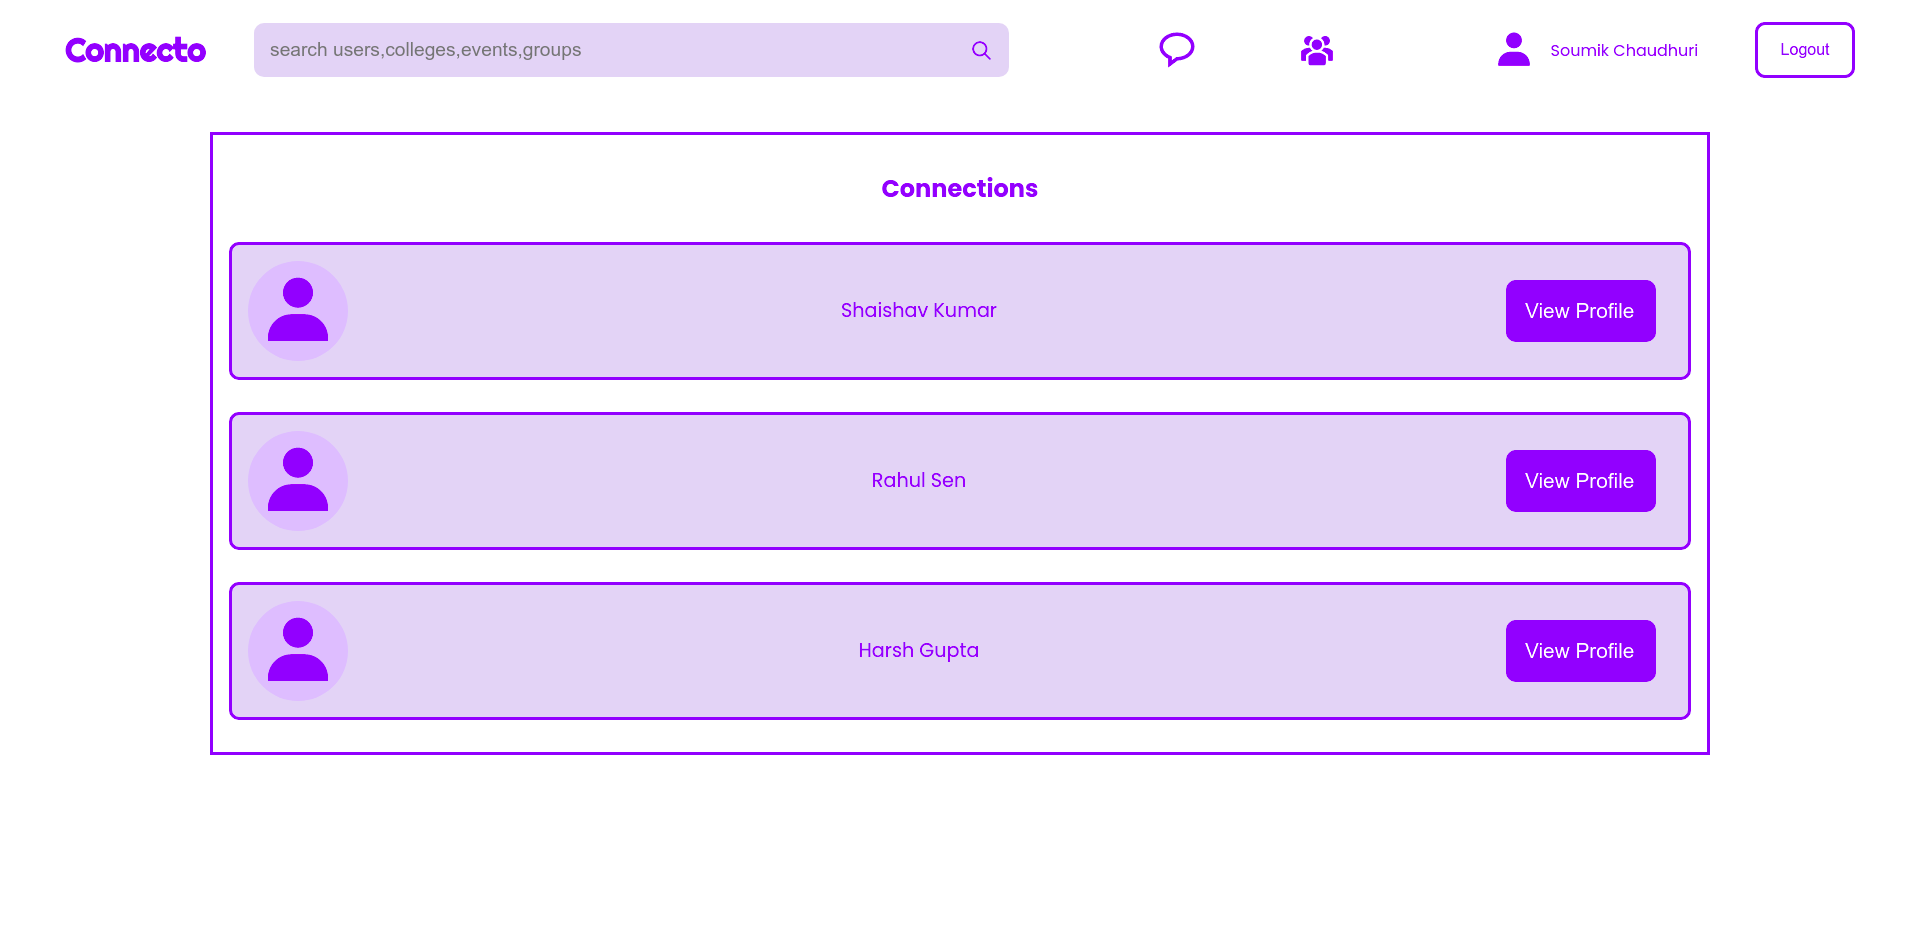 Connecto
search users,colleges,events,groups
Soumik Chaudhuri
Logout
Connections
Shaishav Kumar
View Profile
Rahul Sen
View Profile
Harsh Gupta
View Profile